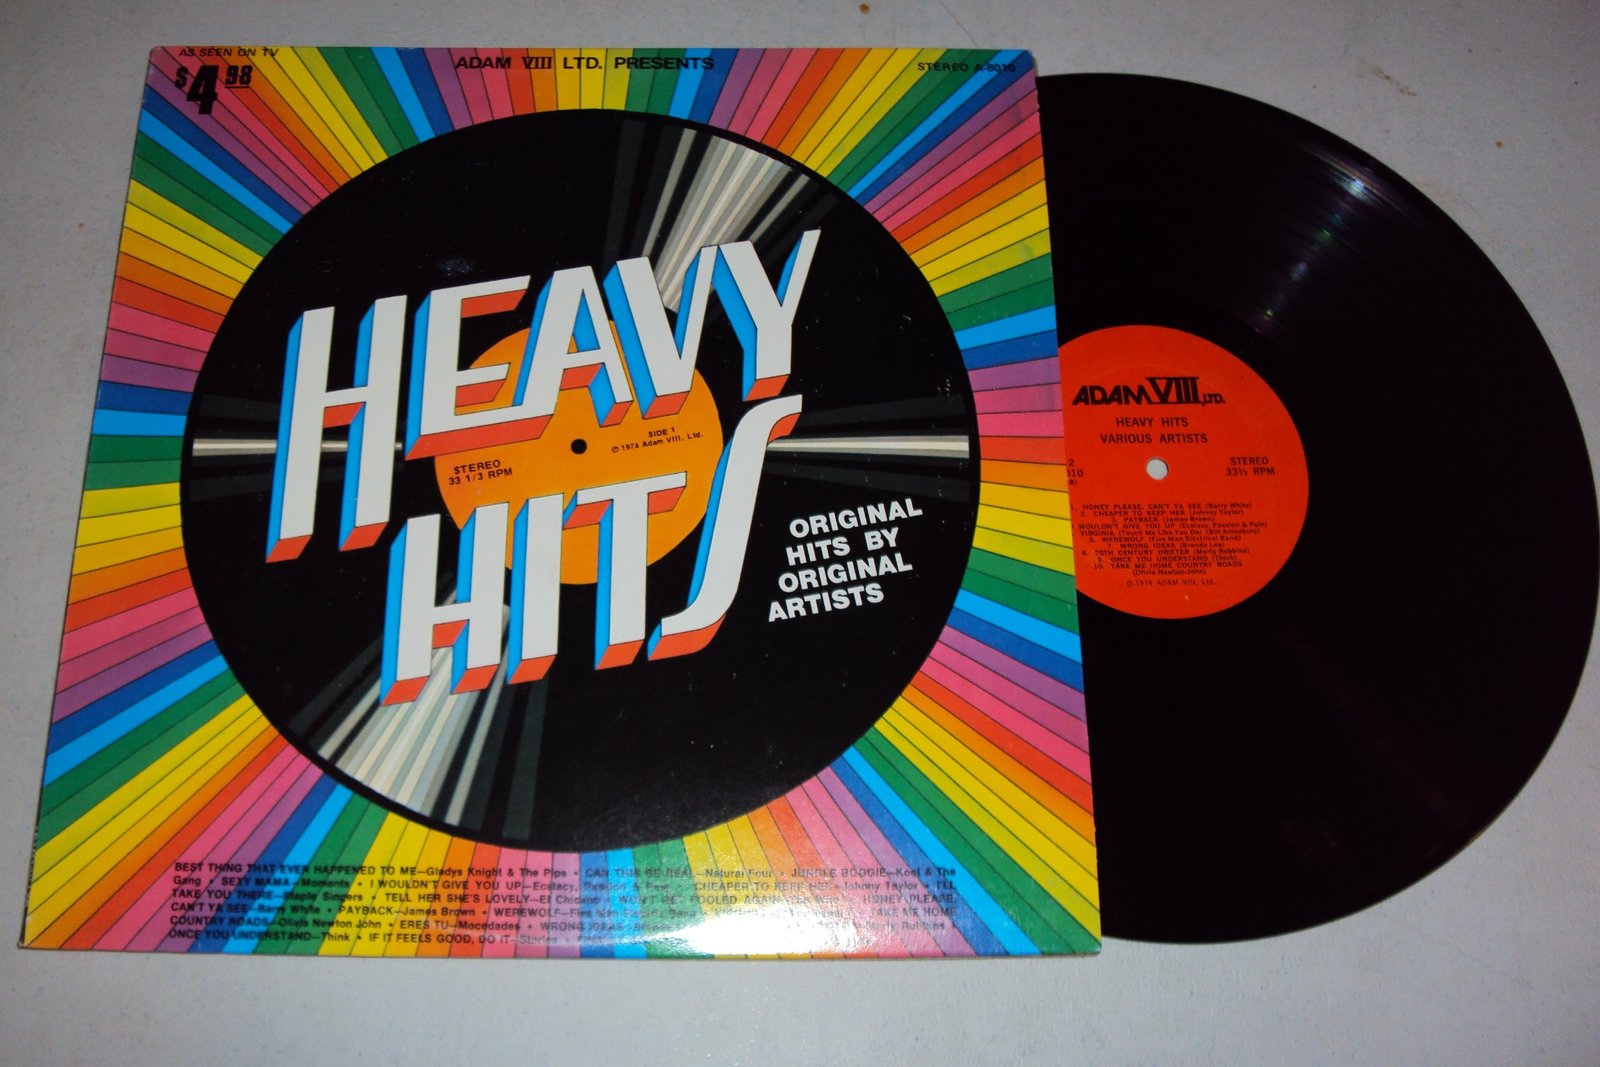 AS SEEN ON TV
$4.98
ADAM VIII LTD. PRESENTS
STEREO A-8010
HEAVY
HITS
STEREO
33 1/3 RPM
SIDE 1
℗ 1974 Adam VIII, Ltd.
ORIGINAL
HITS BY
ORIGINAL
ARTISTS
BEST THING THAT EVER HAPPENED TO ME—Gladys Knight & The Pips • CAN THIS BE REAL—Natural Four • JUNGLE BOOGIE—Kool & The
Gang • SEXY MAMA—Moments • I WOULDN'T GIVE YOU UP—Ecstacy, Passion & Pain • CHEAPER TO KEEP HER—Johnny Taylor • I'LL
TAKE YOU THERE—Staple Singers • TELL HER SHE'S LOVELY—El Chicano • WON'T GET FOOLED AGAIN—The Who • HONEY PLEASE,
CAN'T YA SEE—Barry White • PAYBACK—James Brown • WEREWOLF—Five Man Electrical Band • TAKE ME HOME
COUNTRY ROADS—Olivia Newton John • ERES TU—Mocedades • WRONG IDEAS Marty Robbins •
ONCE YOU UNDERSTAND—Think • IF IT FEELS GOOD, DO IT—Stories •
ADAM VIII, LTD.
HEAVY HITS
VARIOUS ARTISTS
2
010
STEREO
33⅓ RPM
1. HONEY PLEASE, CAN'T YA SEE (Barry White)
2. CHEAPER TO KEEP HER (Johnny Taylor)
3. PAYBACK (James Brown)
WOULDN'T GIVE YOU UP (Ecstasy, Passion & Pain)
VIRGINIA (Touch Me Like You Do) (Bill Amesbury)
6. WEREWOLF (Five Man Electrical Band)
7. WRONG IDEAS (Brenda Lee)
8. 20TH CENTURY DRIFTER (Marty Robbins)
9. ONCE YOU UNDERSTAND (Think)
10. TAKE ME HOME COUNTRY ROADS
(Olivia Newton-John)
℗ 1974 ADAM VIII, Ltd.